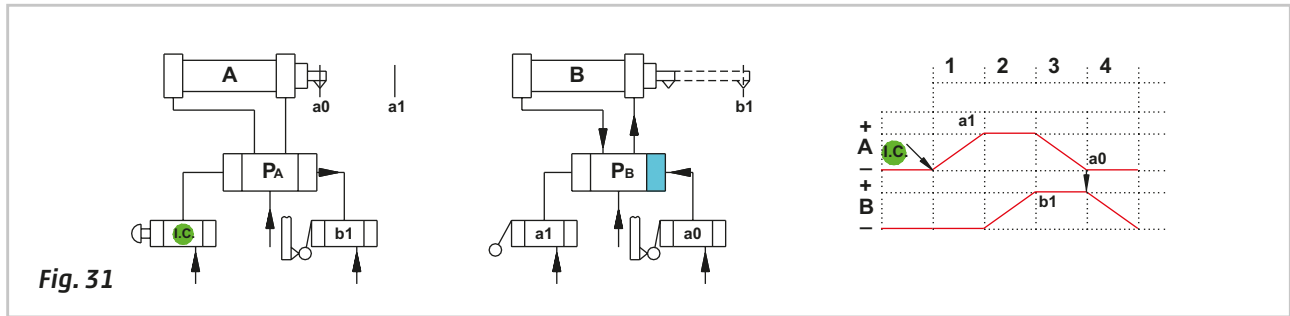 A
a0
a1
PA
I.C.
b1
B
b1
PB
a1
a0
1 2 3 4
+
A
–
+
B
–
I.C.
a1
a0
b1
Fig. 31